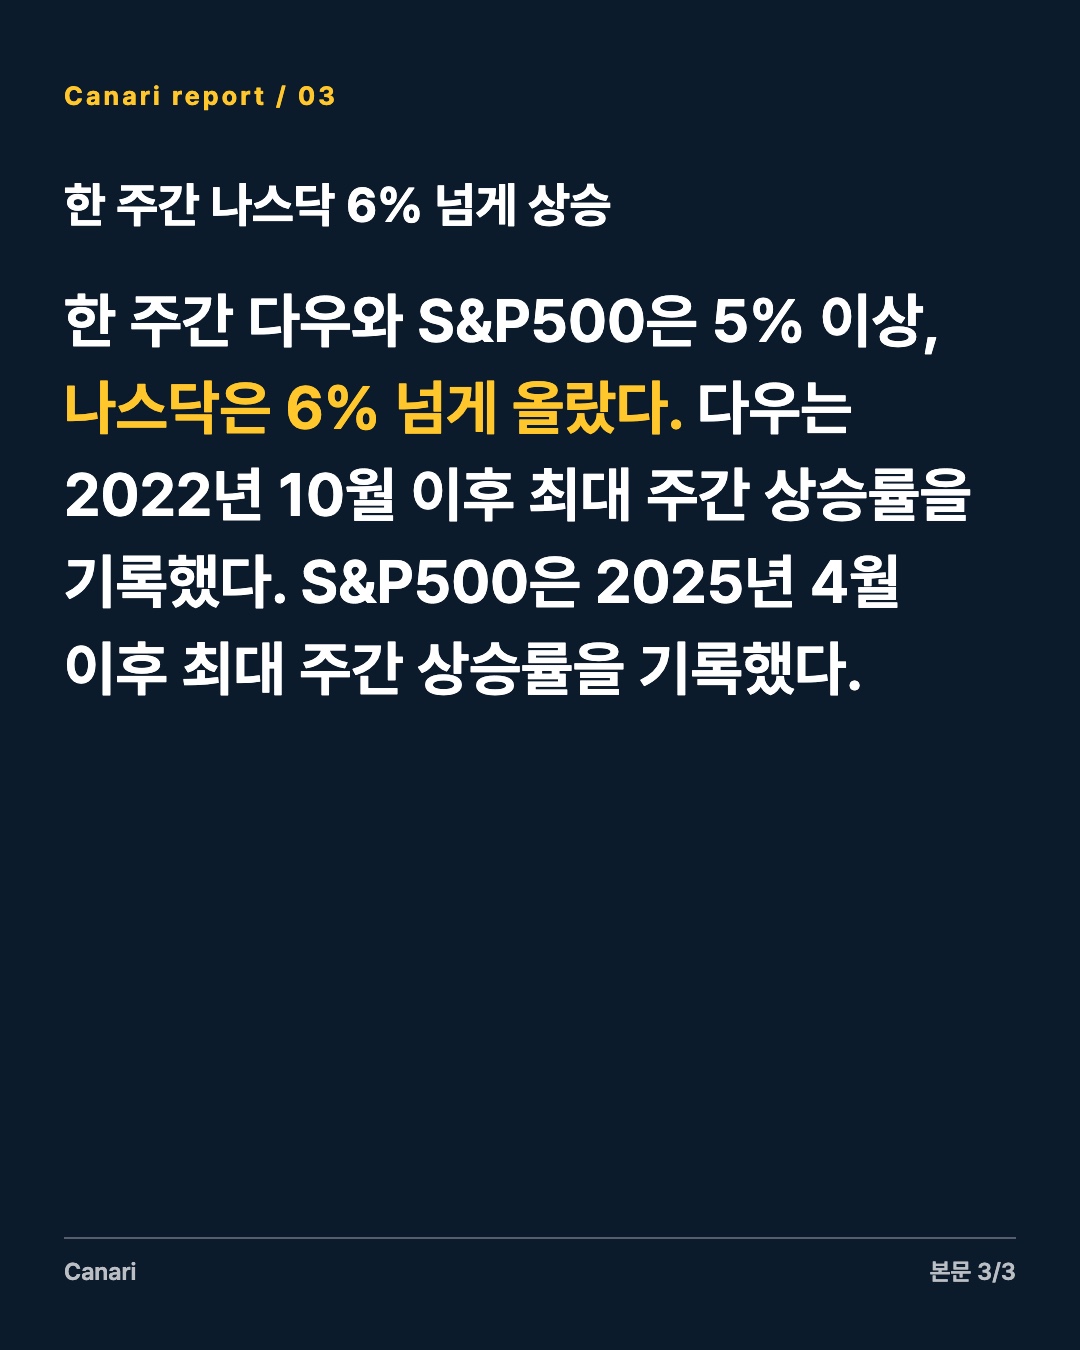 Canari report / 03
한 주간 나스닥 6% 넘게 상승
한 주간 다우와 S&P500은 5% 이상,
나스닥은 6% 넘게 올랐다. 다우는
2022년 10월 이후 최대 주간 상승률을
기록했다. S&P500은 2025년 4월
이후 최대 주간 상승률을 기록했다.
Canari
본문 3/3